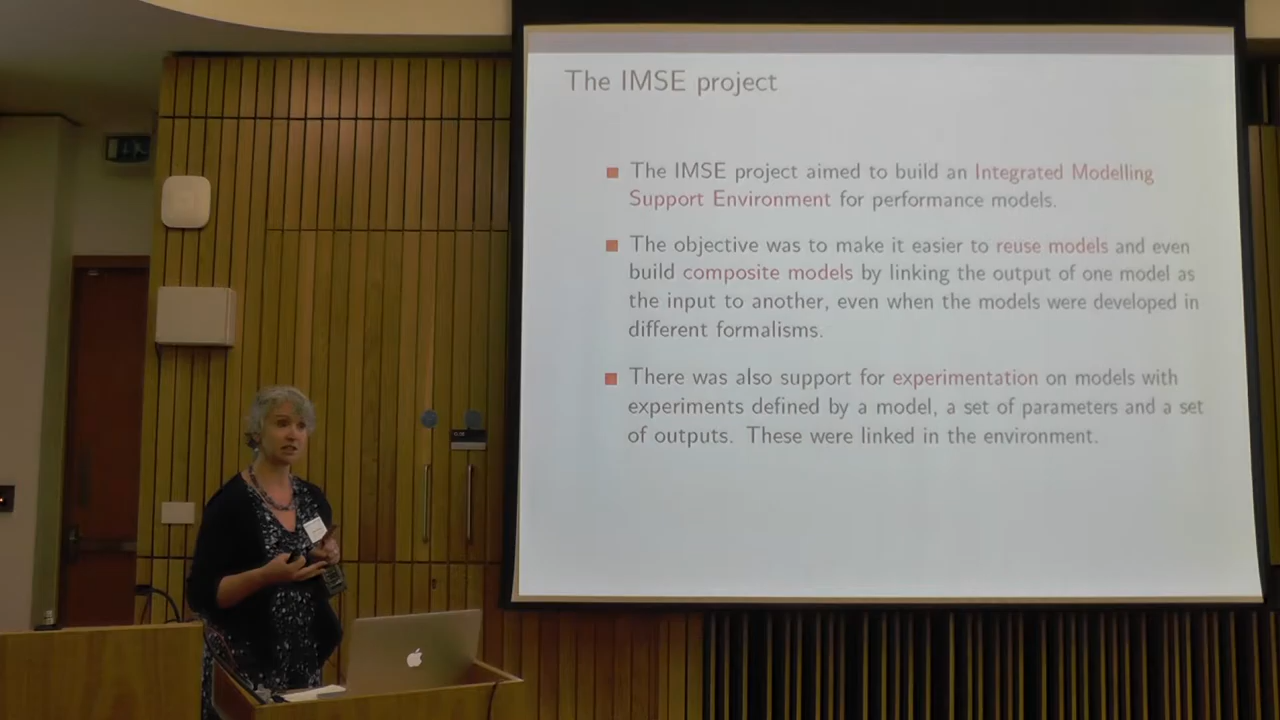 The IMSE project
The IMSE project aimed to build an Integrated Modelling
Support Environment for performance models.
The objective was to make it easier to reuse models and even
build composite models by linking the output of one model as
the input to another, even when the models were developed in
different formalisms.
There was also support for experimentation on models with
experiments defined by a model, a set of parameters and a set
of outputs. These were linked in the environment.